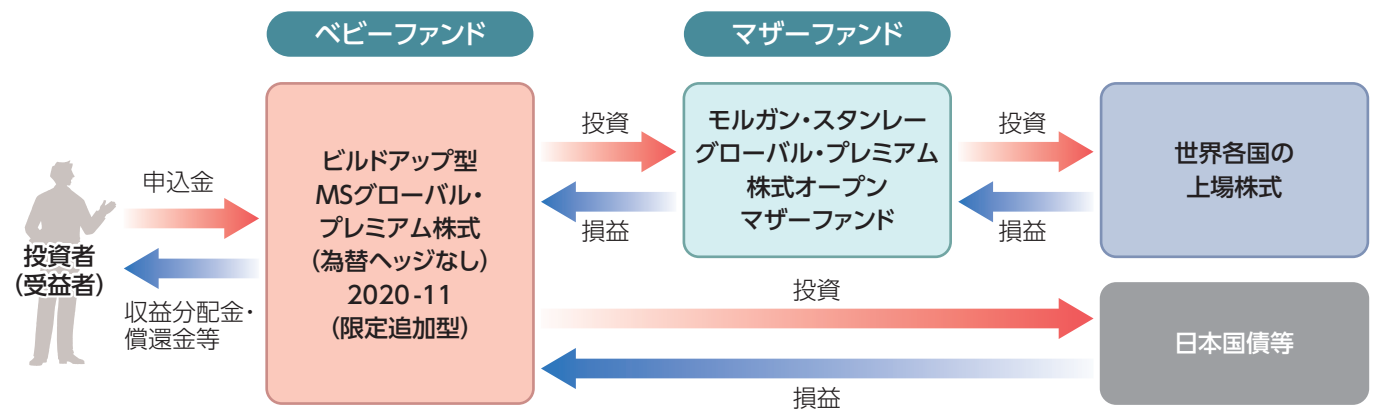 ベビーファンド
マザーファンド
投資者
(受益者)
申込金
収益分配金・
償還金等
ビルドアップ型
MSグローバル・
プレミアム株式
(為替ヘッジなし)
2020-11
(限定追加型)
投資
損益
モルガン・スタンレー
グローバル・プレミアム
株式オープン
マザーファンド
投資
損益
世界各国の
上場株式
投資
損益
日本国債等